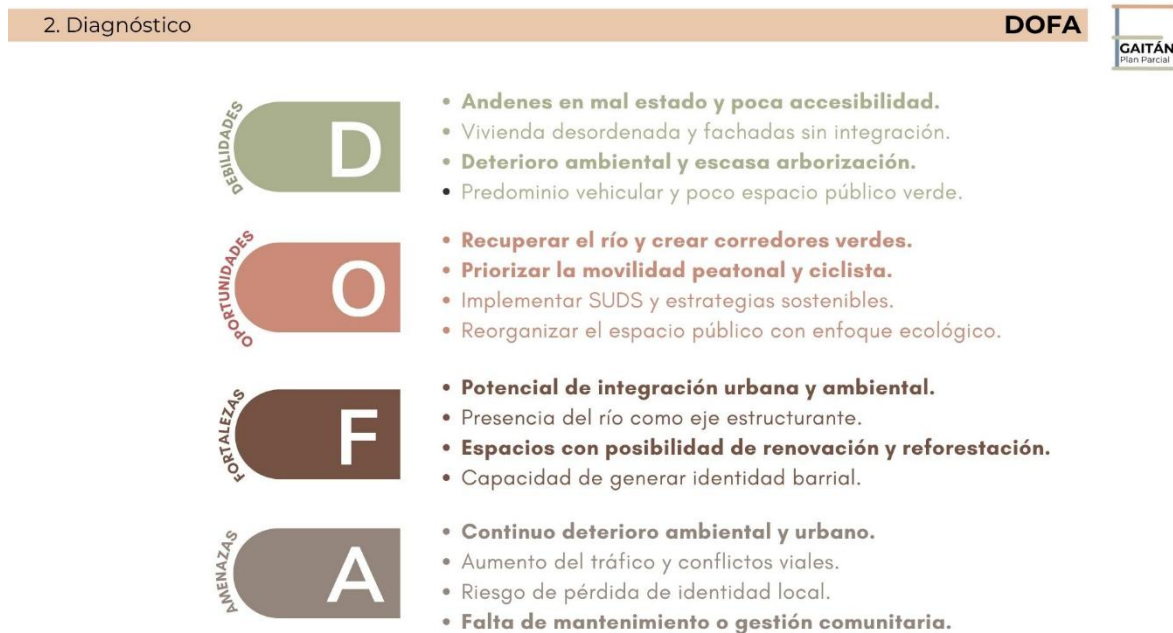 2. Diagnóstico
DOFA
GAITÁN
Plan Parcial
DEBILIDADES
D
• Andenes en mal estado y poca accesibilidad.
• Vivienda desordenada y fachadas sin integración.
• Deterioro ambiental y escasa arborización.
• Predominio vehicular y poco espacio público verde.
OPORTUNIDADES
O
• Recuperar el río y crear corredores verdes.
• Priorizar la movilidad peatonal y ciclista.
• Implementar SUDS y estrategias sostenibles.
• Reorganizar el espacio público con enfoque ecológico.
FORTALEZAS
F
• Potencial de integración urbana y ambiental.
• Presencia del río como eje estructurante.
• Espacios con posibilidad de renovación y reforestación.
• Capacidad de generar identidad barrial.
AMENAZAS
A
• Continuo deterioro ambiental y urbano.
• Aumento del tráfico y conflictos viales.
• Riesgo de pérdida de identidad local.
• Falta de mantenimiento o gestión comunitaria.